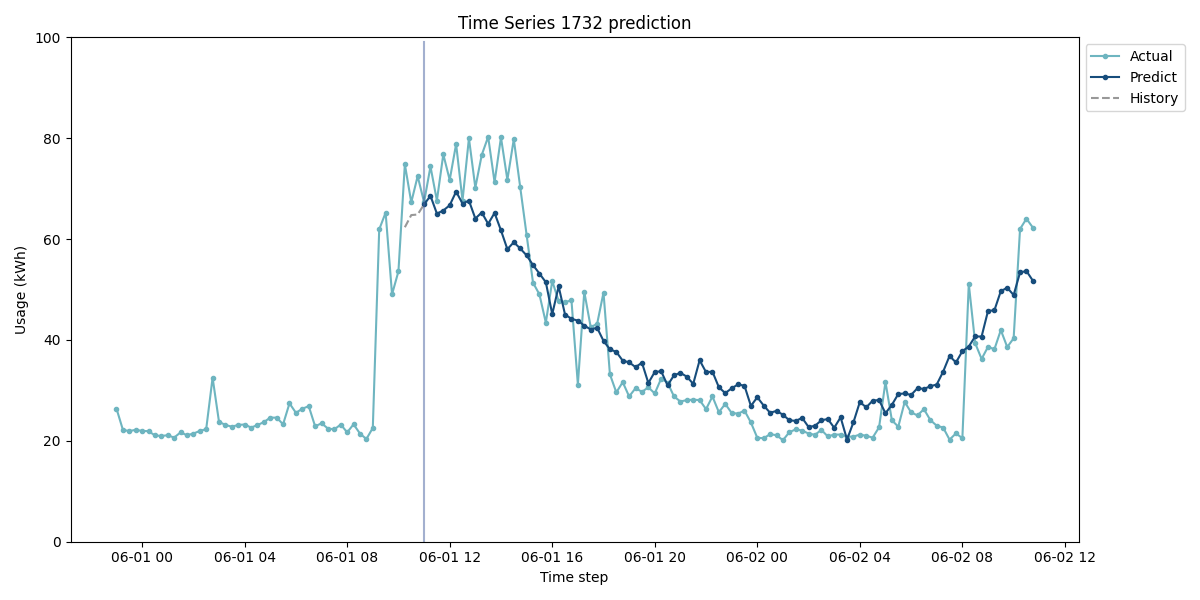 Time Series 1732 prediction
100
80
60
40
20
0
Usage (kWh)
06-01 00
06-01 04
06-01 08
06-01 12
06-01 16
06-01 20
06-02 00
06-02 04
06-02 08
06-02 12
Time step
Actual
Predict
History